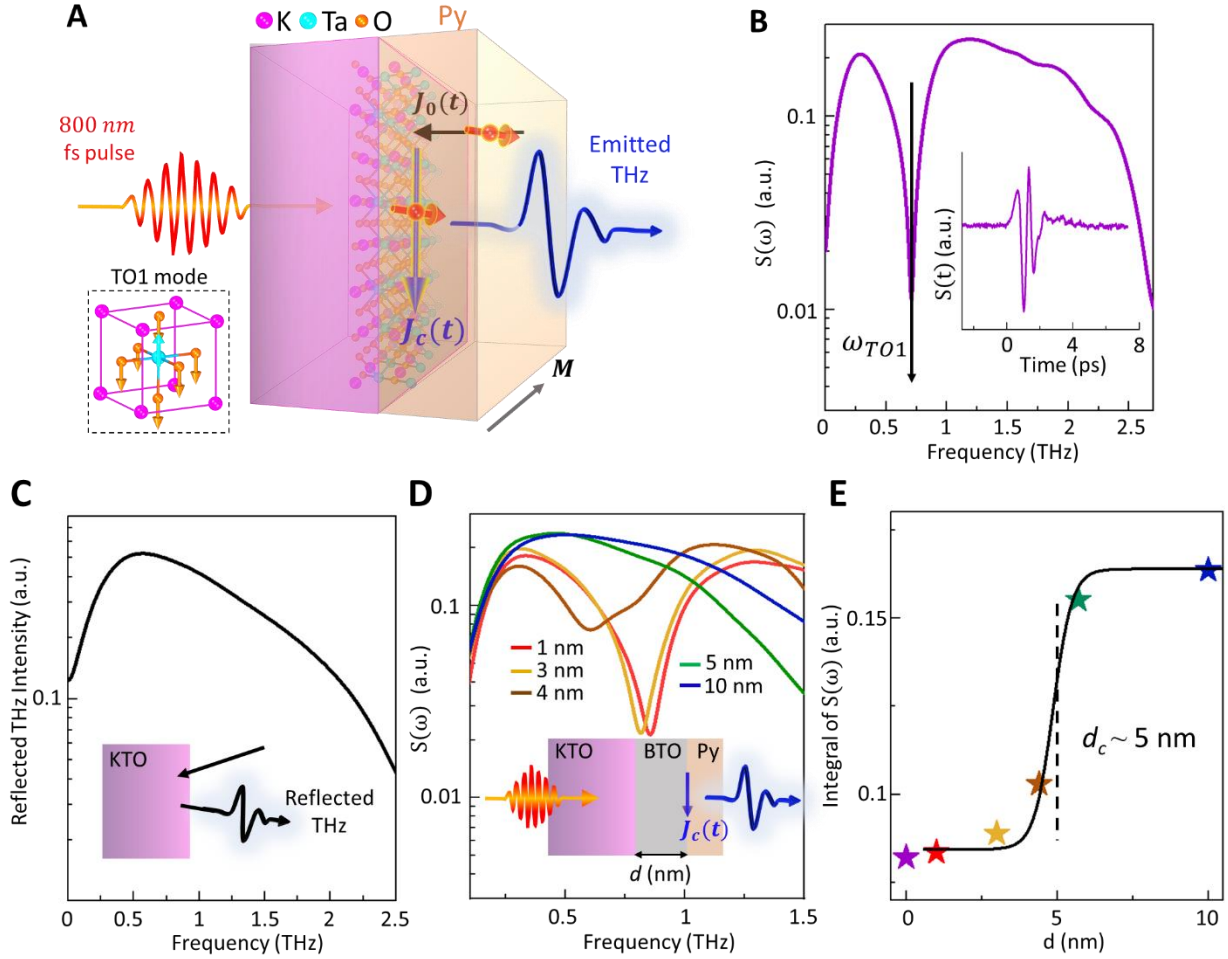 A
K Ta O
Py
800 nm
fs pulse
J₀(t)
Emitted
THz
J_c(t)
M
TO1 mode
B
S(ω) (a.u.)
0.1
0.01
ω_TO1
S(t) (a.u.)
0 4 8
Time (ps)
0 0.5 1 1.5 2 2.5
Frequency (THz)
C
Reflected THz Intensity (a.u.)
0.1
KTO
Reflected
THz
0 0.5 1 1.5 2 2.5
Frequency (THz)
D
S(ω) (a.u.)
0.1
0.01
1 nm
3 nm
4 nm
5 nm
10 nm
KTO BTO Py
J_c(t)
d (nm)
0.5 1 1.5
Frequency (THz)
E
Integral of S(ω) (a.u.)
0.15
0.1
d_c ~ 5 nm
0 5 10
d (nm)